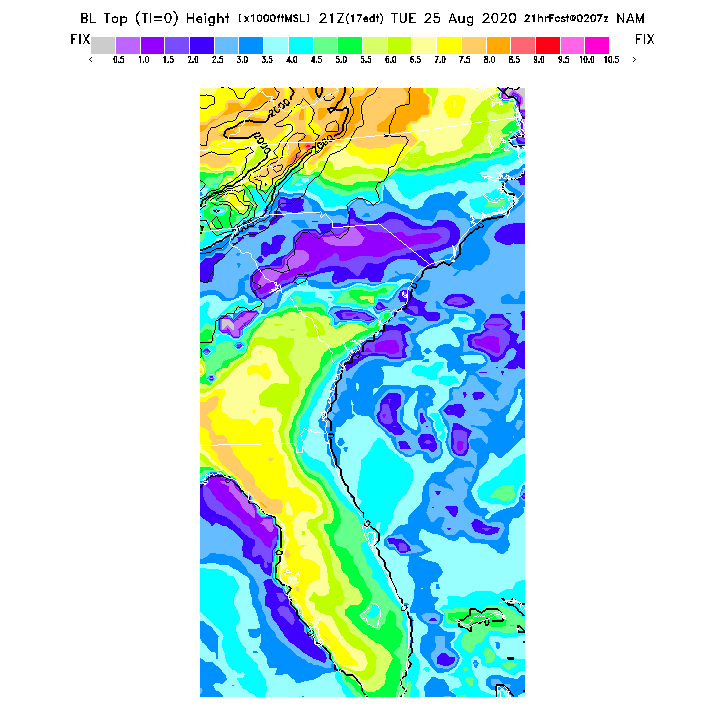 BL Top (TI=0) Height [x1000ftMSL] 21Z(17edt) TUE 25 Aug 2020 21hrFcst@0207z NAM
FIX FIX
< 0.5 1.0 1.5 2.0 2.5 3.0 3.5 4.0 4.5 5.0 5.5 6.0 6.5 7.0 7.5 8.0 8.5 9.0 9.5 10.0 10.5 >
2000
2000
2000